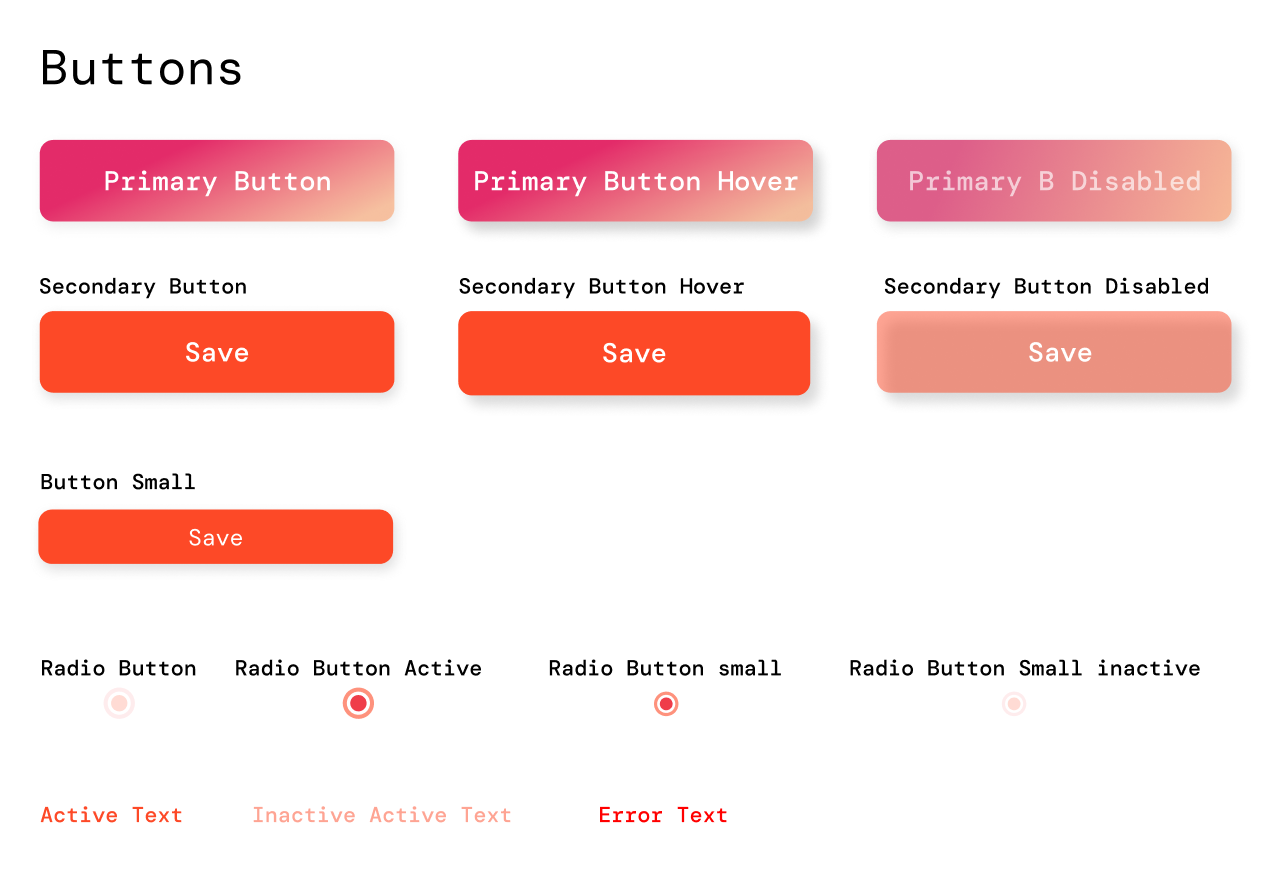 Buttons
Primary Button
Primary Button Hover
Primary B Disabled
Secondary Button
Secondary Button Hover
Secondary Button Disabled
Save
Save
Save
Button Small
Save
Radio Button
Radio Button Active
Radio Button small
Radio Button Small inactive
Active Text
Inactive Active Text
Error Text